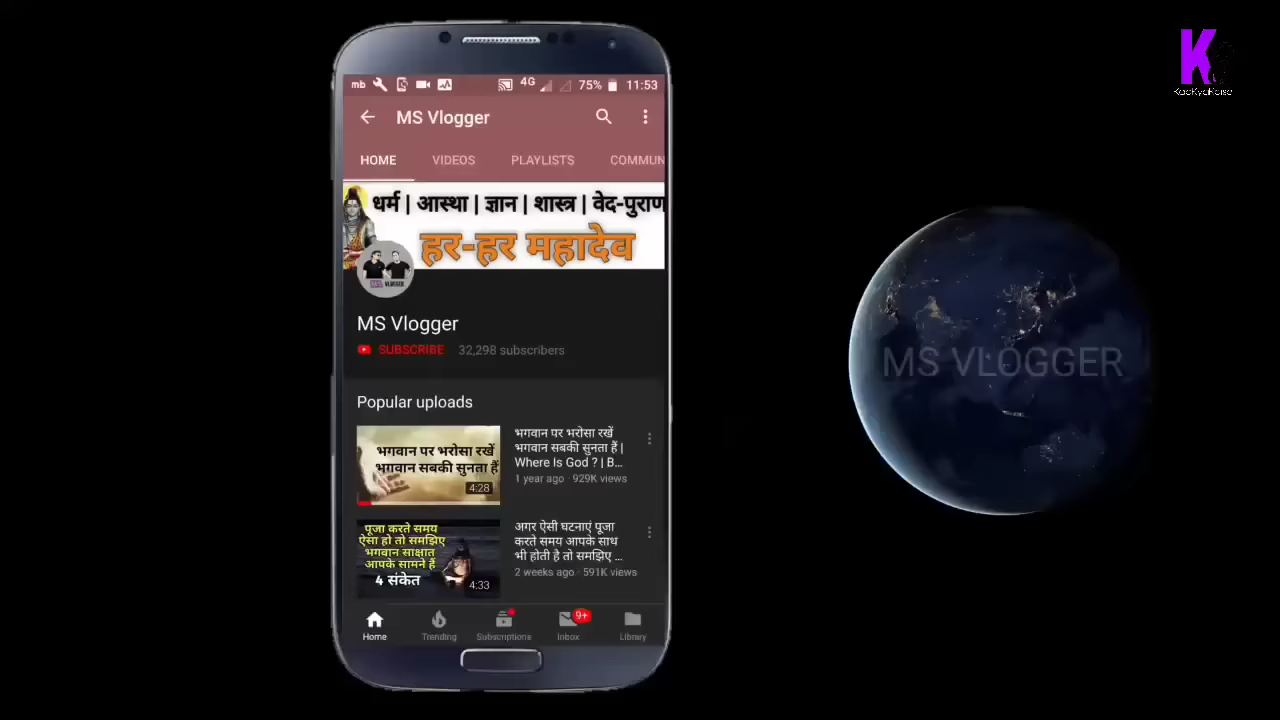 K
KaeKyaKaise
mb 4G 75% 11:53
MS Vlogger
HOME VIDEOS PLAYLISTS COMMUN
धर्म | आस्था | ज्ञान | शास्त्र | वेद-पुराण
हर-हर महादेव
MS VLOGGER
MS Vlogger
SUBSCRIBE 32,298 subscribers
MS VLOGGER
Popular uploads
भगवान पर भरोसा रखें
भगवान सबकी सुनता हैं
4:28
भगवान पर भरोसा रखें
भगवान सबकी सुनता हैं |
Where Is God ? | B...
1 year ago · 929K views
पूजा करते समय
ऐसा हो तो समझिए
भगवान साक्षात
आपके सामने हैं
4 संकेत
4:33
अगर ऐसी घटनाएं पूजा
करते समय आपके साथ
भी होती है तो समझिए ...
2 weeks ago · 591K views
9+
Home Trending Subscriptions Inbox Library